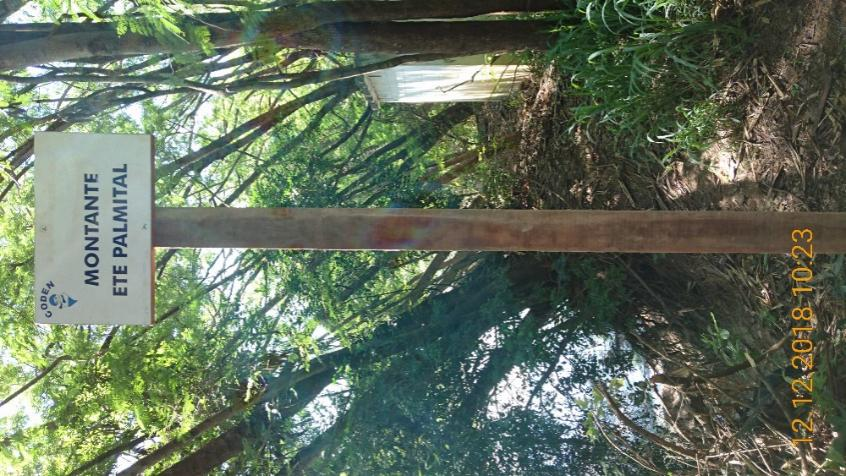 CODEN
MONTANTE
ETE PALMITAL
12.12.2018 10:23